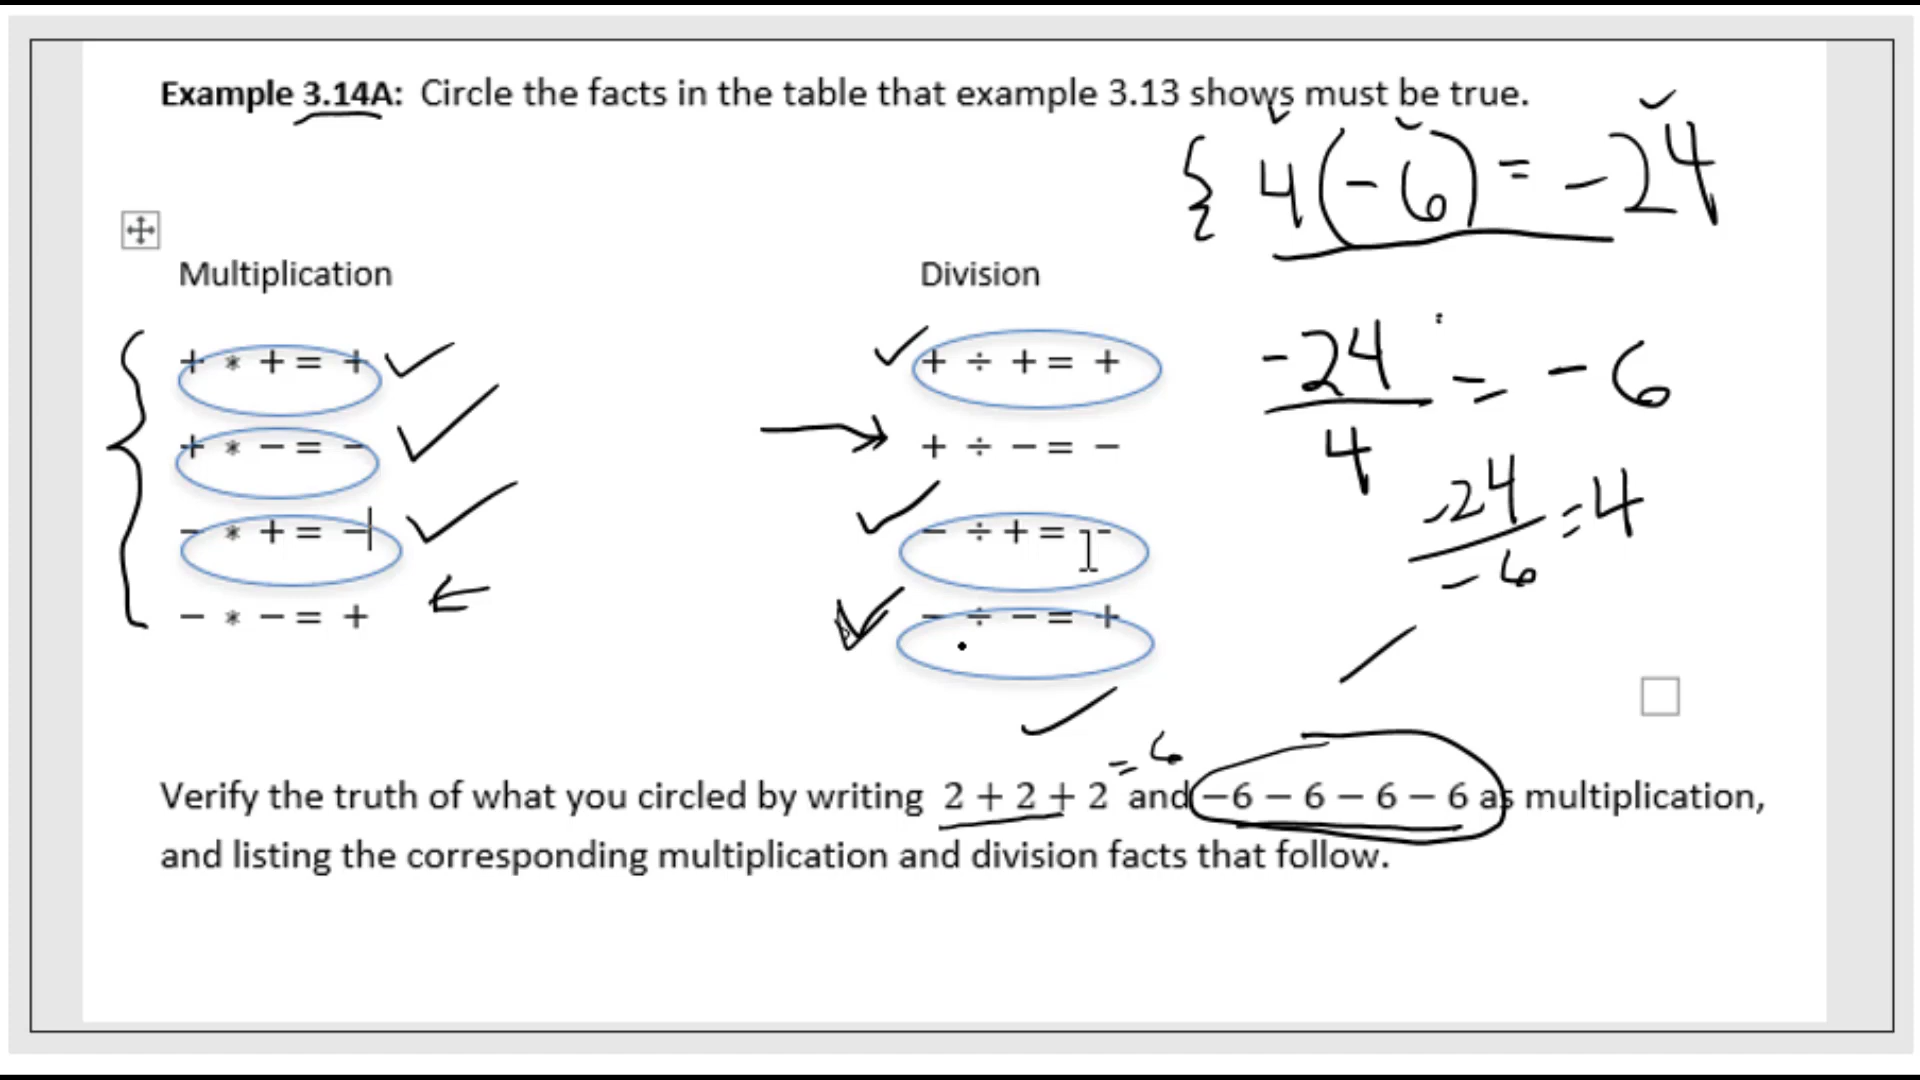 Example 3.14A: Circle the facts in the table that example 3.13 shows must be true.
4(-6) = -24
Multiplication
Division
+ * + = +
+ ÷ + = +
-24/4 = -6
+ * − = −
+ ÷ − = −
-24/-6 = 4
− * + = −
− ÷ + = −
− * − = +
− ÷ − = +
= 6
Verify the truth of what you circled by writing 2 + 2 + 2 and −6 − 6 − 6 − 6 as multiplication,
and listing the corresponding multiplication and division facts that follow.